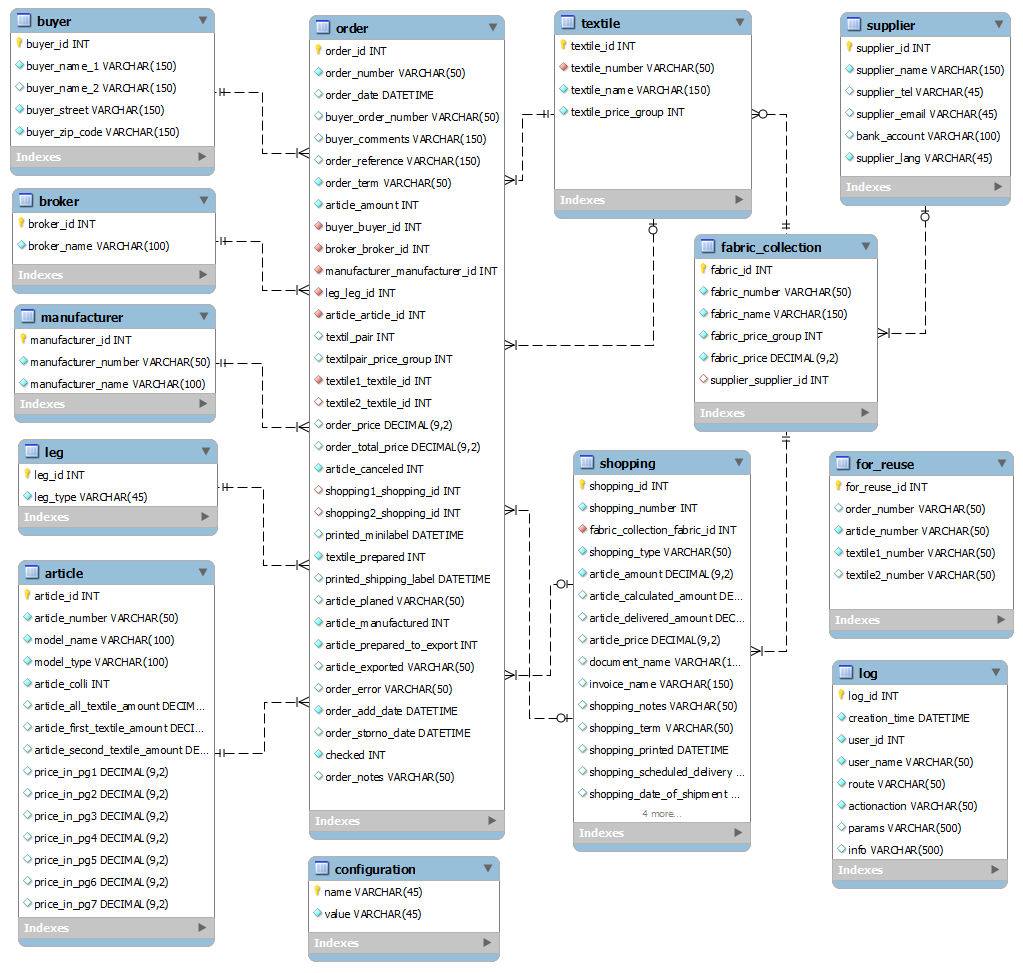 buyer
buyer_id INT
buyer_name_1 VARCHAR(150)
buyer_name_2 VARCHAR(150)
buyer_street VARCHAR(150)
buyer_zip_code VARCHAR(150)
Indexes
broker
broker_id INT
broker_name VARCHAR(100)
Indexes
manufacturer
manufacturer_id INT
manufacturer_number VARCHAR(50)
manufacturer_name VARCHAR(100)
Indexes
leg
leg_id INT
leg_type VARCHAR(45)
Indexes
article
article_id INT
article_number VARCHAR(50)
model_name VARCHAR(100)
model_type VARCHAR(100)
article_colli INT
article_all_textile_amount DECIM...
article_first_textile_amount DECI...
article_second_textile_amount DE...
price_in_pg1 DECIMAL(9,2)
price_in_pg2 DECIMAL(9,2)
price_in_pg3 DECIMAL(9,2)
price_in_pg4 DECIMAL(9,2)
price_in_pg5 DECIMAL(9,2)
price_in_pg6 DECIMAL(9,2)
price_in_pg7 DECIMAL(9,2)
Indexes
order
order_id INT
order_number VARCHAR(50)
order_date DATETIME
buyer_order_number VARCHAR(50)
buyer_comments VARCHAR(150)
order_reference VARCHAR(150)
order_term VARCHAR(50)
article_amount INT
buyer_buyer_id INT
broker_broker_id INT
manufacturer_manufacturer_id INT
leg_leg_id INT
article_article_id INT
textil_pair INT
textilpair_price_group INT
textile1_textile_id INT
textile2_textile_id INT
order_price DECIMAL(9,2)
order_total_price DECIMAL(9,2)
article_canceled INT
shopping1_shopping_id INT
shopping2_shopping_id INT
printed_minilabel DATETIME
textile_prepared INT
printed_shipping_label DATETIME
article_planed VARCHAR(50)
article_manufactured INT
article_prepared_to_export INT
article_exported VARCHAR(50)
order_error VARCHAR(50)
order_add_date DATETIME
order_storno_date DATETIME
checked INT
order_notes VARCHAR(50)
Indexes
configuration
name VARCHAR(45)
value VARCHAR(45)
Indexes
textile
textile_id INT
textile_number VARCHAR(50)
textile_name VARCHAR(150)
textile_price_group INT
Indexes
supplier
supplier_id INT
supplier_name VARCHAR(150)
supplier_tel VARCHAR(45)
supplier_email VARCHAR(45)
bank_account VARCHAR(100)
supplier_lang VARCHAR(45)
Indexes
fabric_collection
fabric_id INT
fabric_number VARCHAR(50)
fabric_name VARCHAR(150)
fabric_price_group INT
fabric_price DECIMAL(9,2)
supplier_supplier_id INT
Indexes
shopping
shopping_id INT
shopping_number INT
fabric_collection_fabric_id INT
shopping_type VARCHAR(50)
article_amount DECIMAL(9,2)
article_calculated_amount DE...
article_delivered_amount DEC...
article_price DECIMAL(9,2)
document_name VARCHAR(1...
invoice_name VARCHAR(150)
shopping_notes VARCHAR(50)
shopping_term VARCHAR(50)
shopping_printed DATETIME
shopping_scheduled_delivery ...
shopping_date_of_shipment ...
4 more...
Indexes
for_reuse
for_reuse_id INT
order_number VARCHAR(50)
article_number VARCHAR(50)
textile1_number VARCHAR(50)
textile2_number VARCHAR(50)
Indexes
log
log_id INT
creation_time DATETIME
user_id INT
user_name VARCHAR(50)
route VARCHAR(50)
actionaction VARCHAR(50)
params VARCHAR(500)
info VARCHAR(500)
Indexes